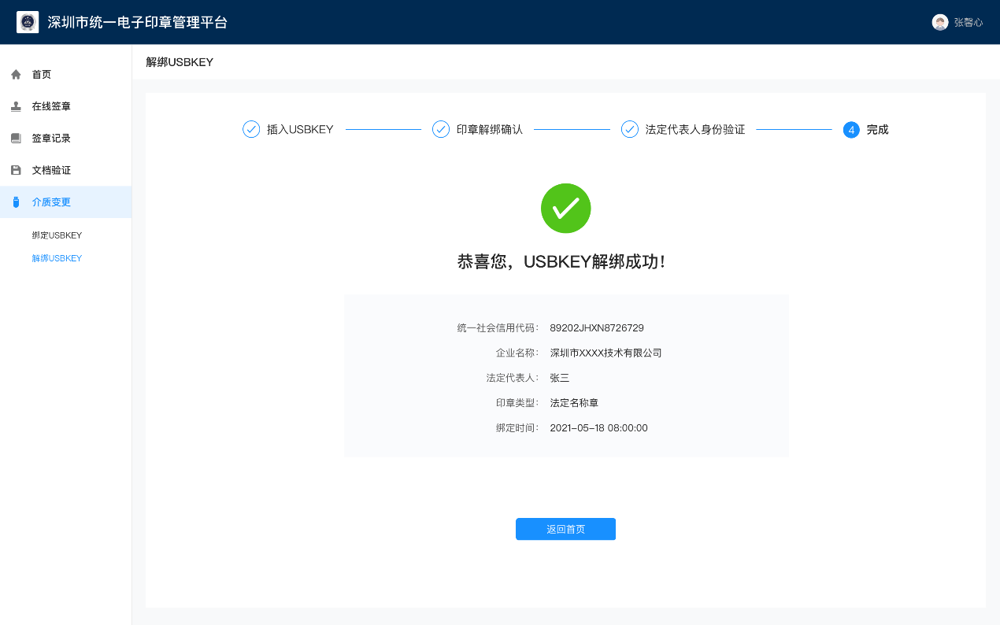 深圳市统一电子印章管理平台
张馨心
首页
在线签章
签章记录
文档验证
介质变更
绑定USBKEY
解绑USBKEY
解绑USBKEY
插入USBKEY
印章解绑确认
法定代表人身份验证
4 完成
恭喜您，USBKEY解绑成功！
统一社会信用代码： 89202JHXN8726729
企业名称： 深圳市XXXX技术有限公司
法定代表人： 张三
印章类型： 法定名称章
绑定时间： 2021-05-18 08:00:00
返回首页